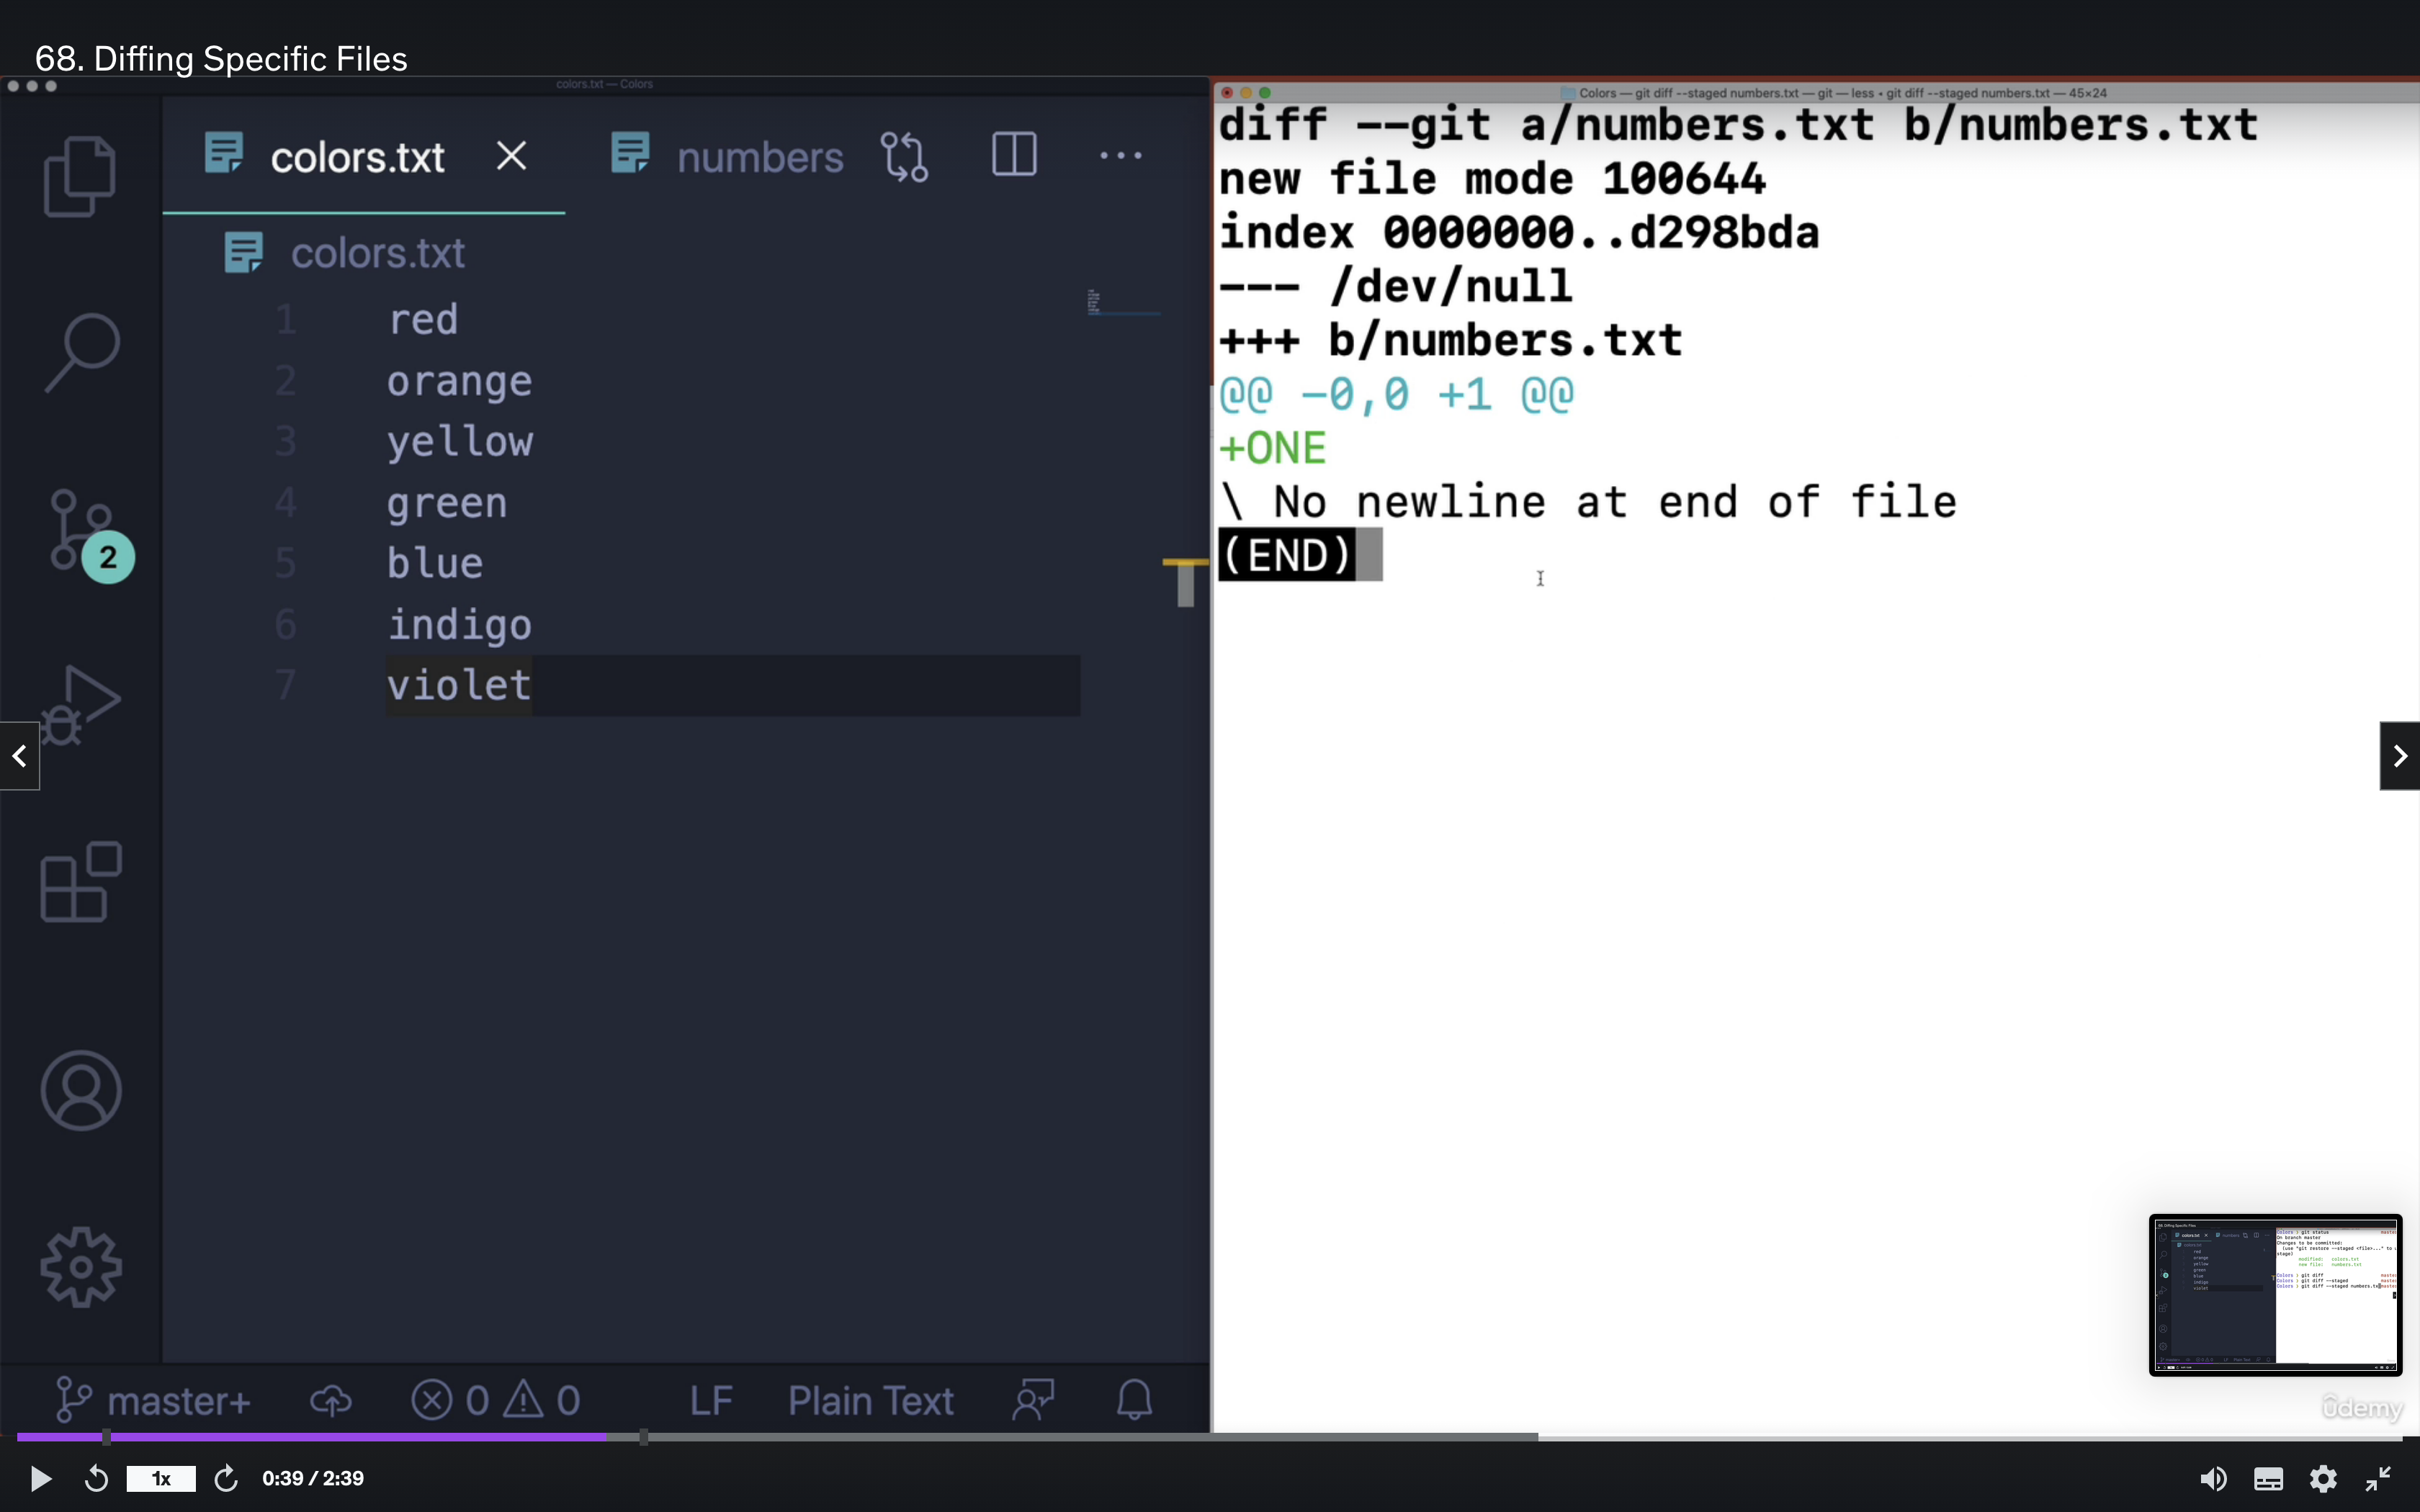 68. Diffing Specific Files
colors.txt — Colors
colors.txt
numbers
colors.txt
1 red
2 orange
3 yellow
4 green
5 blue
6 indigo
7 violet
2
master+
0
0
LF
Plain Text
Colors — git diff --staged numbers.txt — git — less • git diff --staged numbers.txt — 45×24
diff --git a/numbers.txt b/numbers.txt
new file mode 100644
index 0000000..d298bda
--- /dev/null
+++ b/numbers.txt
@@ -0,0 +1 @@
+ONE
\ No newline at end of file
(END)
ûdemy
1x
0:39 / 2:39